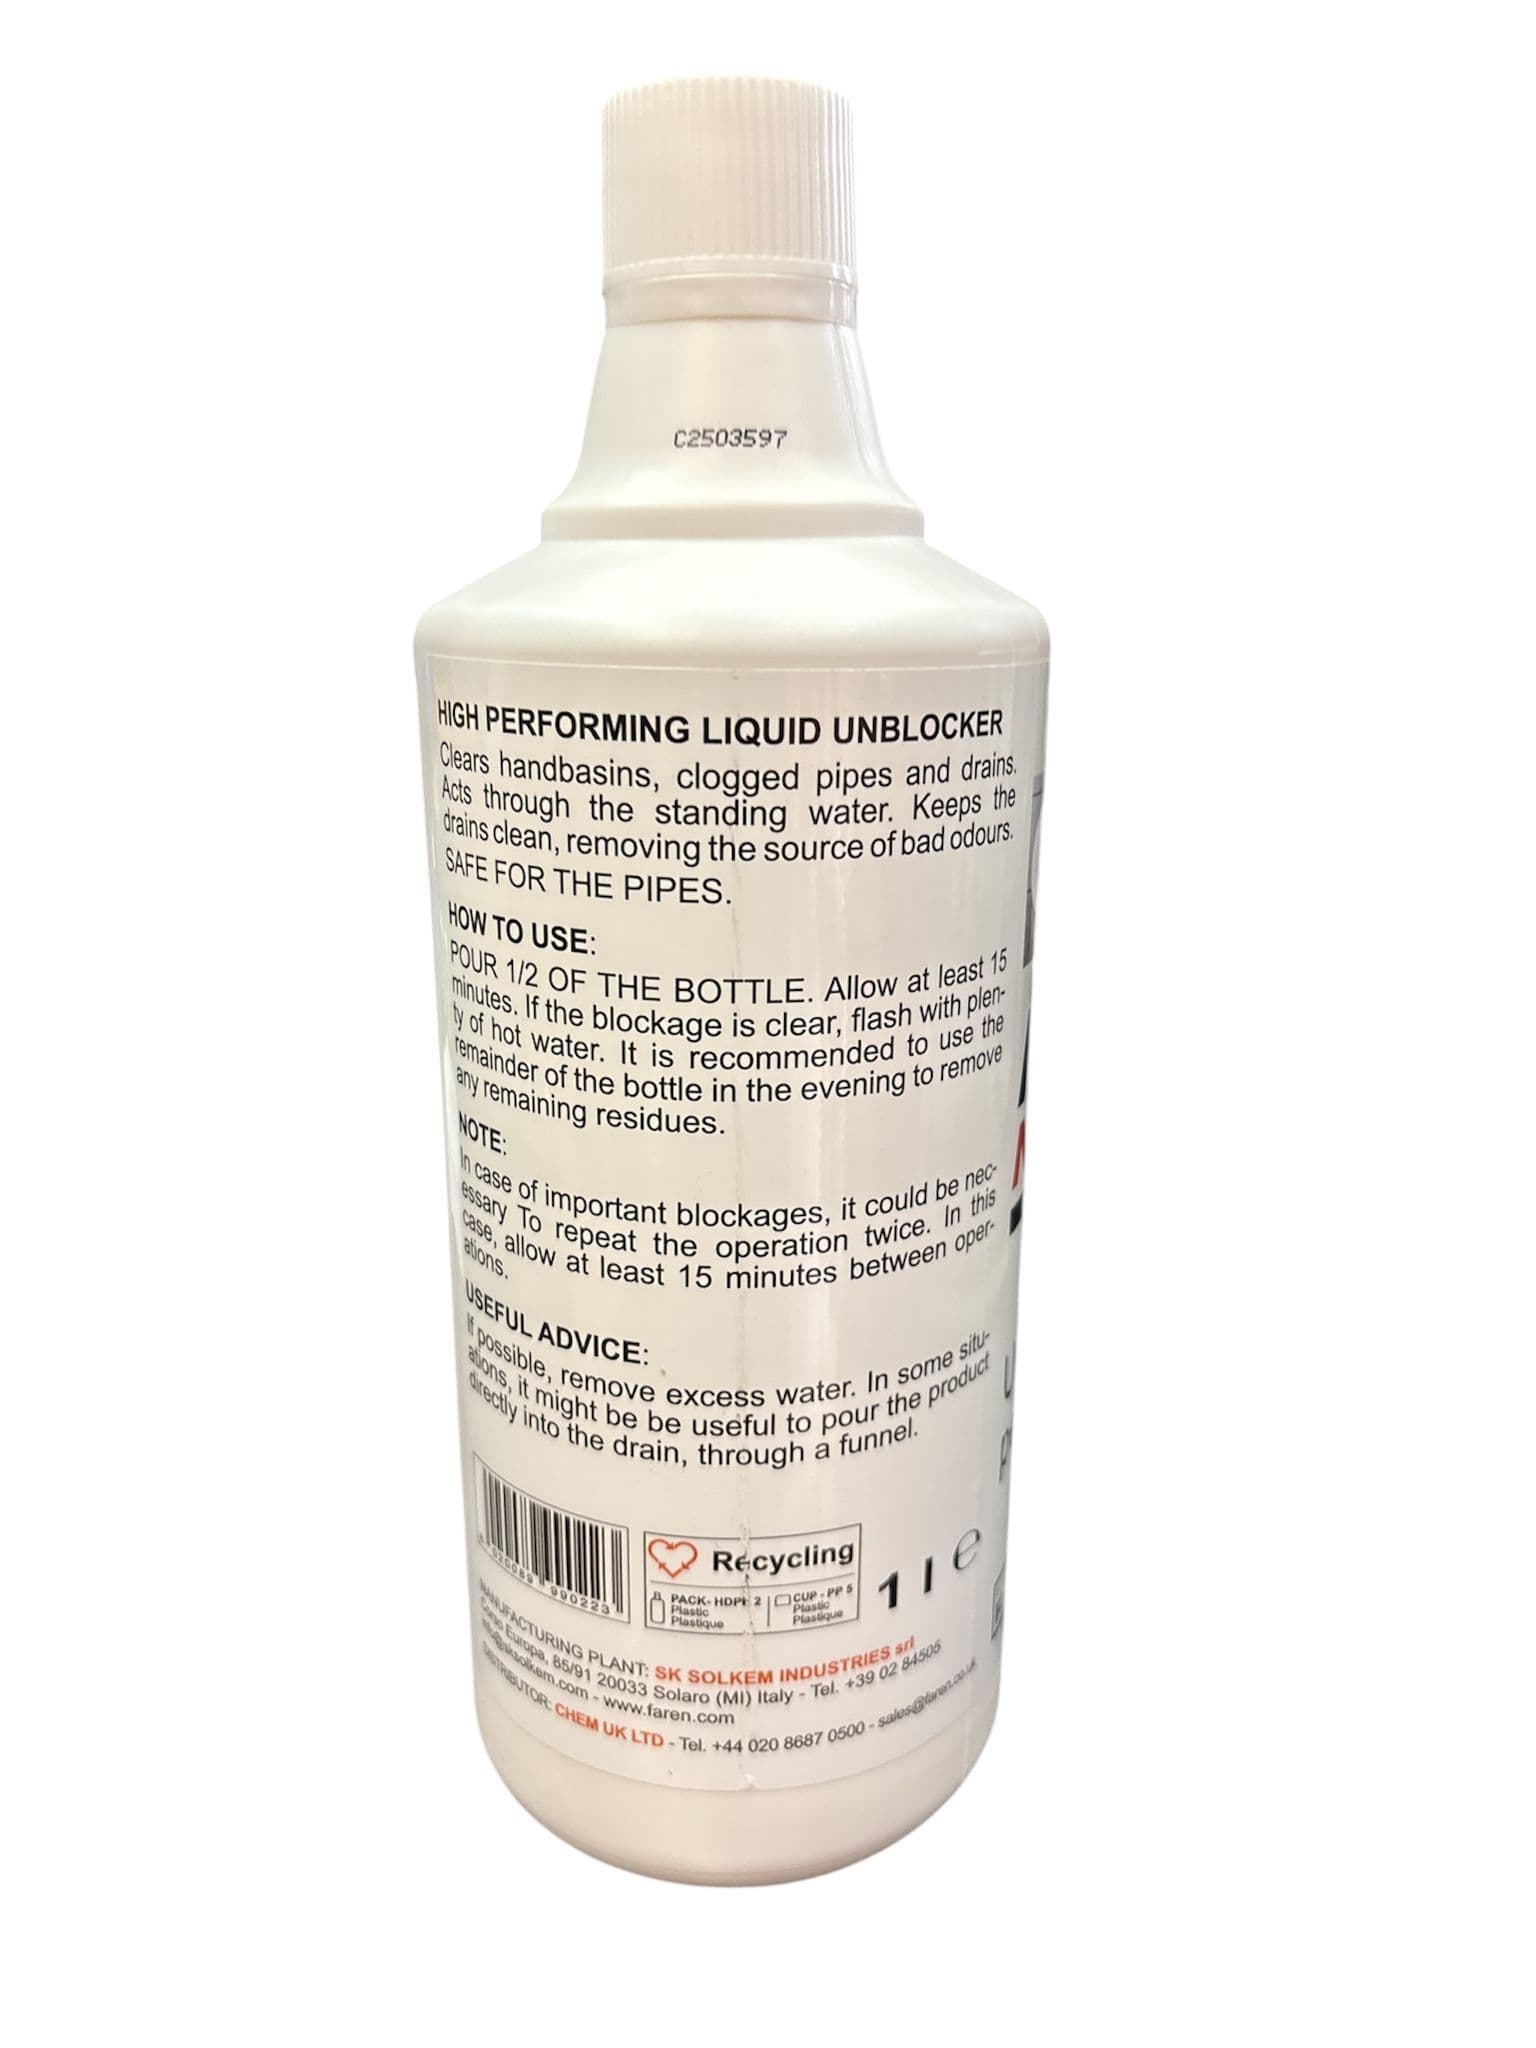 C2503597
HIGH PERFORMING LIQUID UNBLOCKER
Clears handbasins, clogged pipes and drains.
Acts through the standing water. Keeps the
drains clean, removing the source of bad odours.
SAFE FOR THE PIPES.
HOW TO USE:
POUR 1/2 OF THE BOTTLE. Allow at least 15
minutes. If the blockage is clear, flash with plen-
ty of hot water. It is recommended to use the
remainder of the bottle in the evening to remove
any remaining residues.
NOTE:
In case of important blockages, it could be nec-
essary To repeat the operation twice. In this
case, allow at least 15 minutes between oper-
ations.
USEFUL ADVICE:
If possible, remove excess water. In some situ-
ations, it might be be useful to pour the product
directly into the drain, through a funnel.
8 020089 990223
Recycling
PACK- HDPE 2
Plastic
Plastique
CUP - PP 5
Plastic
Plastique
1 l e
MANUFACTURING PLANT: SK SOLKEM INDUSTRIES srl
Corso Europa, 85/91 20033 Solaro (MI) Italy - Tel. +39 02 84505
info@sksolkem.com - www.faren.com
DISTRIBUTOR: CHEM UK LTD - Tel. +44 020 8687 0500 - sales@faren.co.uk